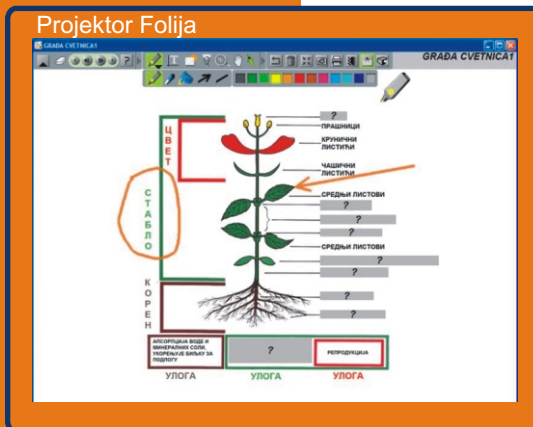 Projektor Folija
GRAĐA CVETNICA1
GRAĐA CVETNICA1
?
ПРАШНИЦИ
КРУНИЧНИ
ЛИСТИЋИ
ЧАШИЧНИ
ЛИСТИЋИ
СРЕДЊИ ЛИСТОВИ
?
?
?
СРЕДЊИ ЛИСТОВИ
?
?
?
?
ЦВЕТ
СТАБЛО
КОРЕН
АПСОРПЦИЈА ВОДЕ И
МИНЕРАЛНИХ СОЛИ,
УКОРЕЊУЈЕ БИЉКУ ЗА
ПОДЛОГУ
?
РЕПРОДУКЦИЈА
УЛОГА
УЛОГА
УЛОГА